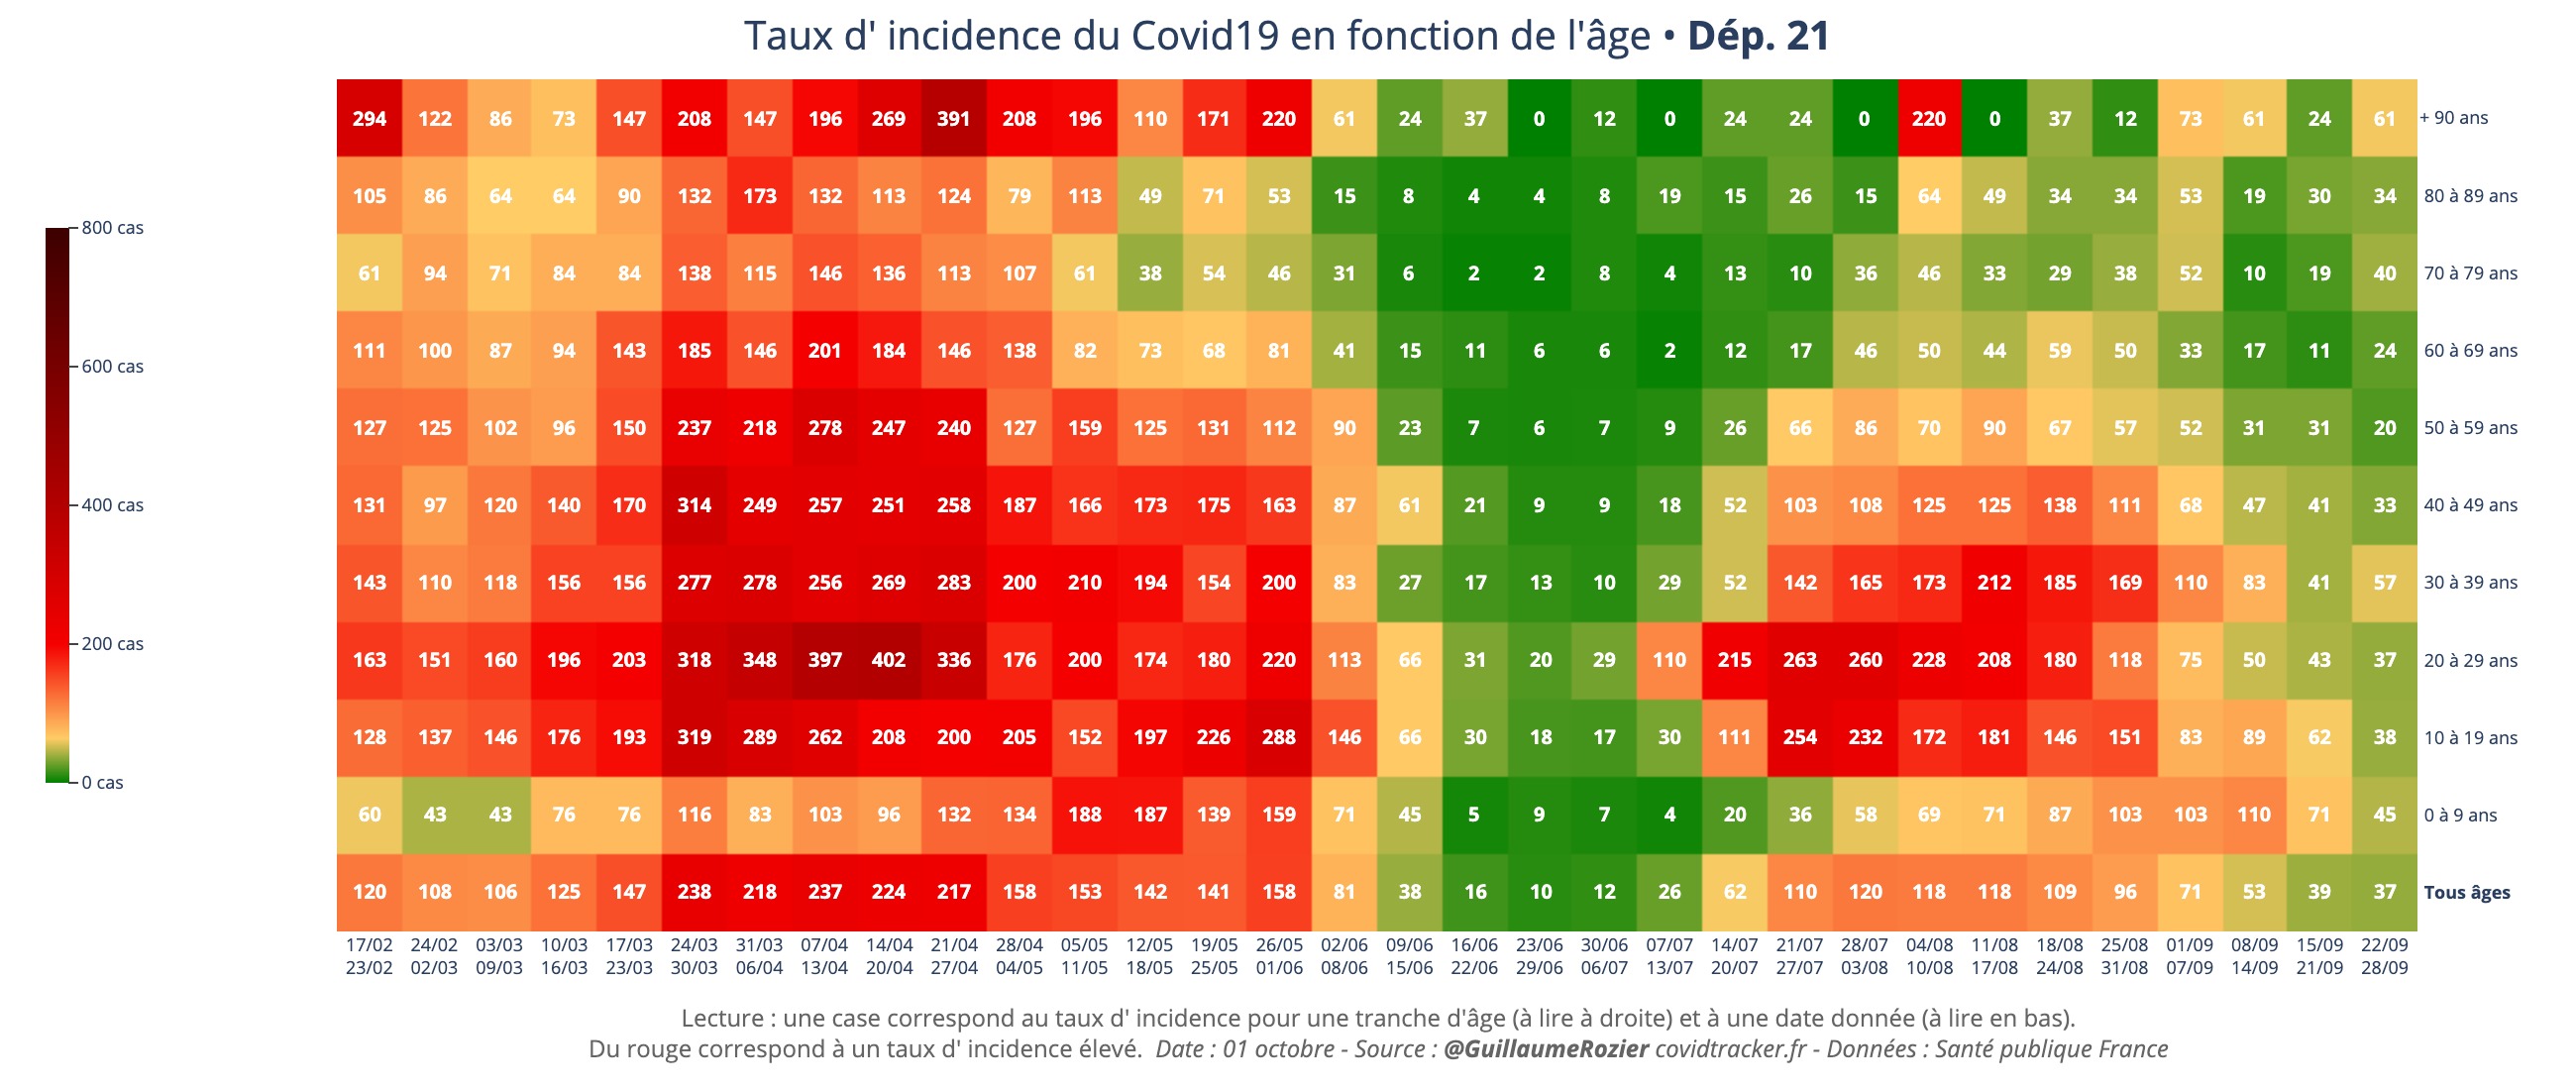 Taux d' incidence du Covid19 en fonction de l'âge • Dép. 21
294 122 86 73 147 208 147 196 269 391 208 196 110 171 220 61 24 37 0 12 0 24 24 0 220 0 37 12 73 61 24 61 + 90 ans
105 86 64 64 90 132 173 132 113 124 79 113 49 71 53 15 8 4 4 8 19 15 26 15 64 49 34 34 53 19 30 34 80 à 89 ans
800 cas
61 94 71 84 84 138 115 146 136 113 107 61 38 54 46 31 6 2 2 8 4 13 10 36 46 33 29 38 52 10 19 40 70 à 79 ans
111 100 87 94 143 185 146 201 184 146 138 82 73 68 81 41 15 11 6 6 2 12 17 46 50 44 59 50 33 17 11 24 60 à 69 ans
600 cas
127 125 102 96 150 237 218 278 247 240 127 159 125 131 112 90 23 7 6 7 9 26 66 86 70 90 67 57 52 31 31 20 50 à 59 ans
400 cas
131 97 120 140 170 314 249 257 251 258 187 166 173 175 163 87 61 21 9 9 18 52 103 108 125 125 138 111 68 47 41 33 40 à 49 ans
143 110 118 156 156 277 278 256 269 283 200 210 194 154 200 83 27 17 13 10 29 52 142 165 173 212 185 169 110 83 41 57 30 à 39 ans
200 cas
163 151 160 196 203 318 348 397 402 336 176 200 174 180 220 113 66 31 20 29 110 215 263 260 228 208 180 118 75 50 43 37 20 à 29 ans
128 137 146 176 193 319 289 262 208 200 205 152 197 226 288 146 66 30 18 17 30 111 254 232 172 181 146 151 83 89 62 38 10 à 19 ans
0 cas
60 43 43 76 76 116 83 103 96 132 134 188 187 139 159 71 45 5 9 7 4 20 36 58 69 71 87 103 103 110 71 45 0 à 9 ans
120 108 106 125 147 238 218 237 224 217 158 153 142 141 158 81 38 16 10 12 26 62 110 120 118 118 109 96 71 53 39 37 Tous âges
17/02 24/02 03/03 10/03 17/03 24/03 31/03 07/04 14/04 21/04 28/04 05/05 12/05 19/05 26/05 02/06 09/06 16/06 23/06 30/06 07/07 14/07 21/07 28/07 04/08 11/08 18/08 25/08 01/09 08/09 15/09 22/09
23/02 02/03 09/03 16/03 23/03 30/03 06/04 13/04 20/04 27/04 04/05 11/05 18/05 25/05 01/06 08/06 15/06 22/06 29/06 06/07 13/07 20/07 27/07 03/08 10/08 17/08 24/08 31/08 07/09 14/09 21/09 28/09
Lecture : une case correspond au taux d' incidence pour une tranche d'âge (à lire à droite) et à une date donnée (à lire en bas).
Du rouge correspond à un taux d' incidence élevé. Date : 01 octobre - Source : @GuillaumeRozier covidtracker.fr - Données : Santé publique France